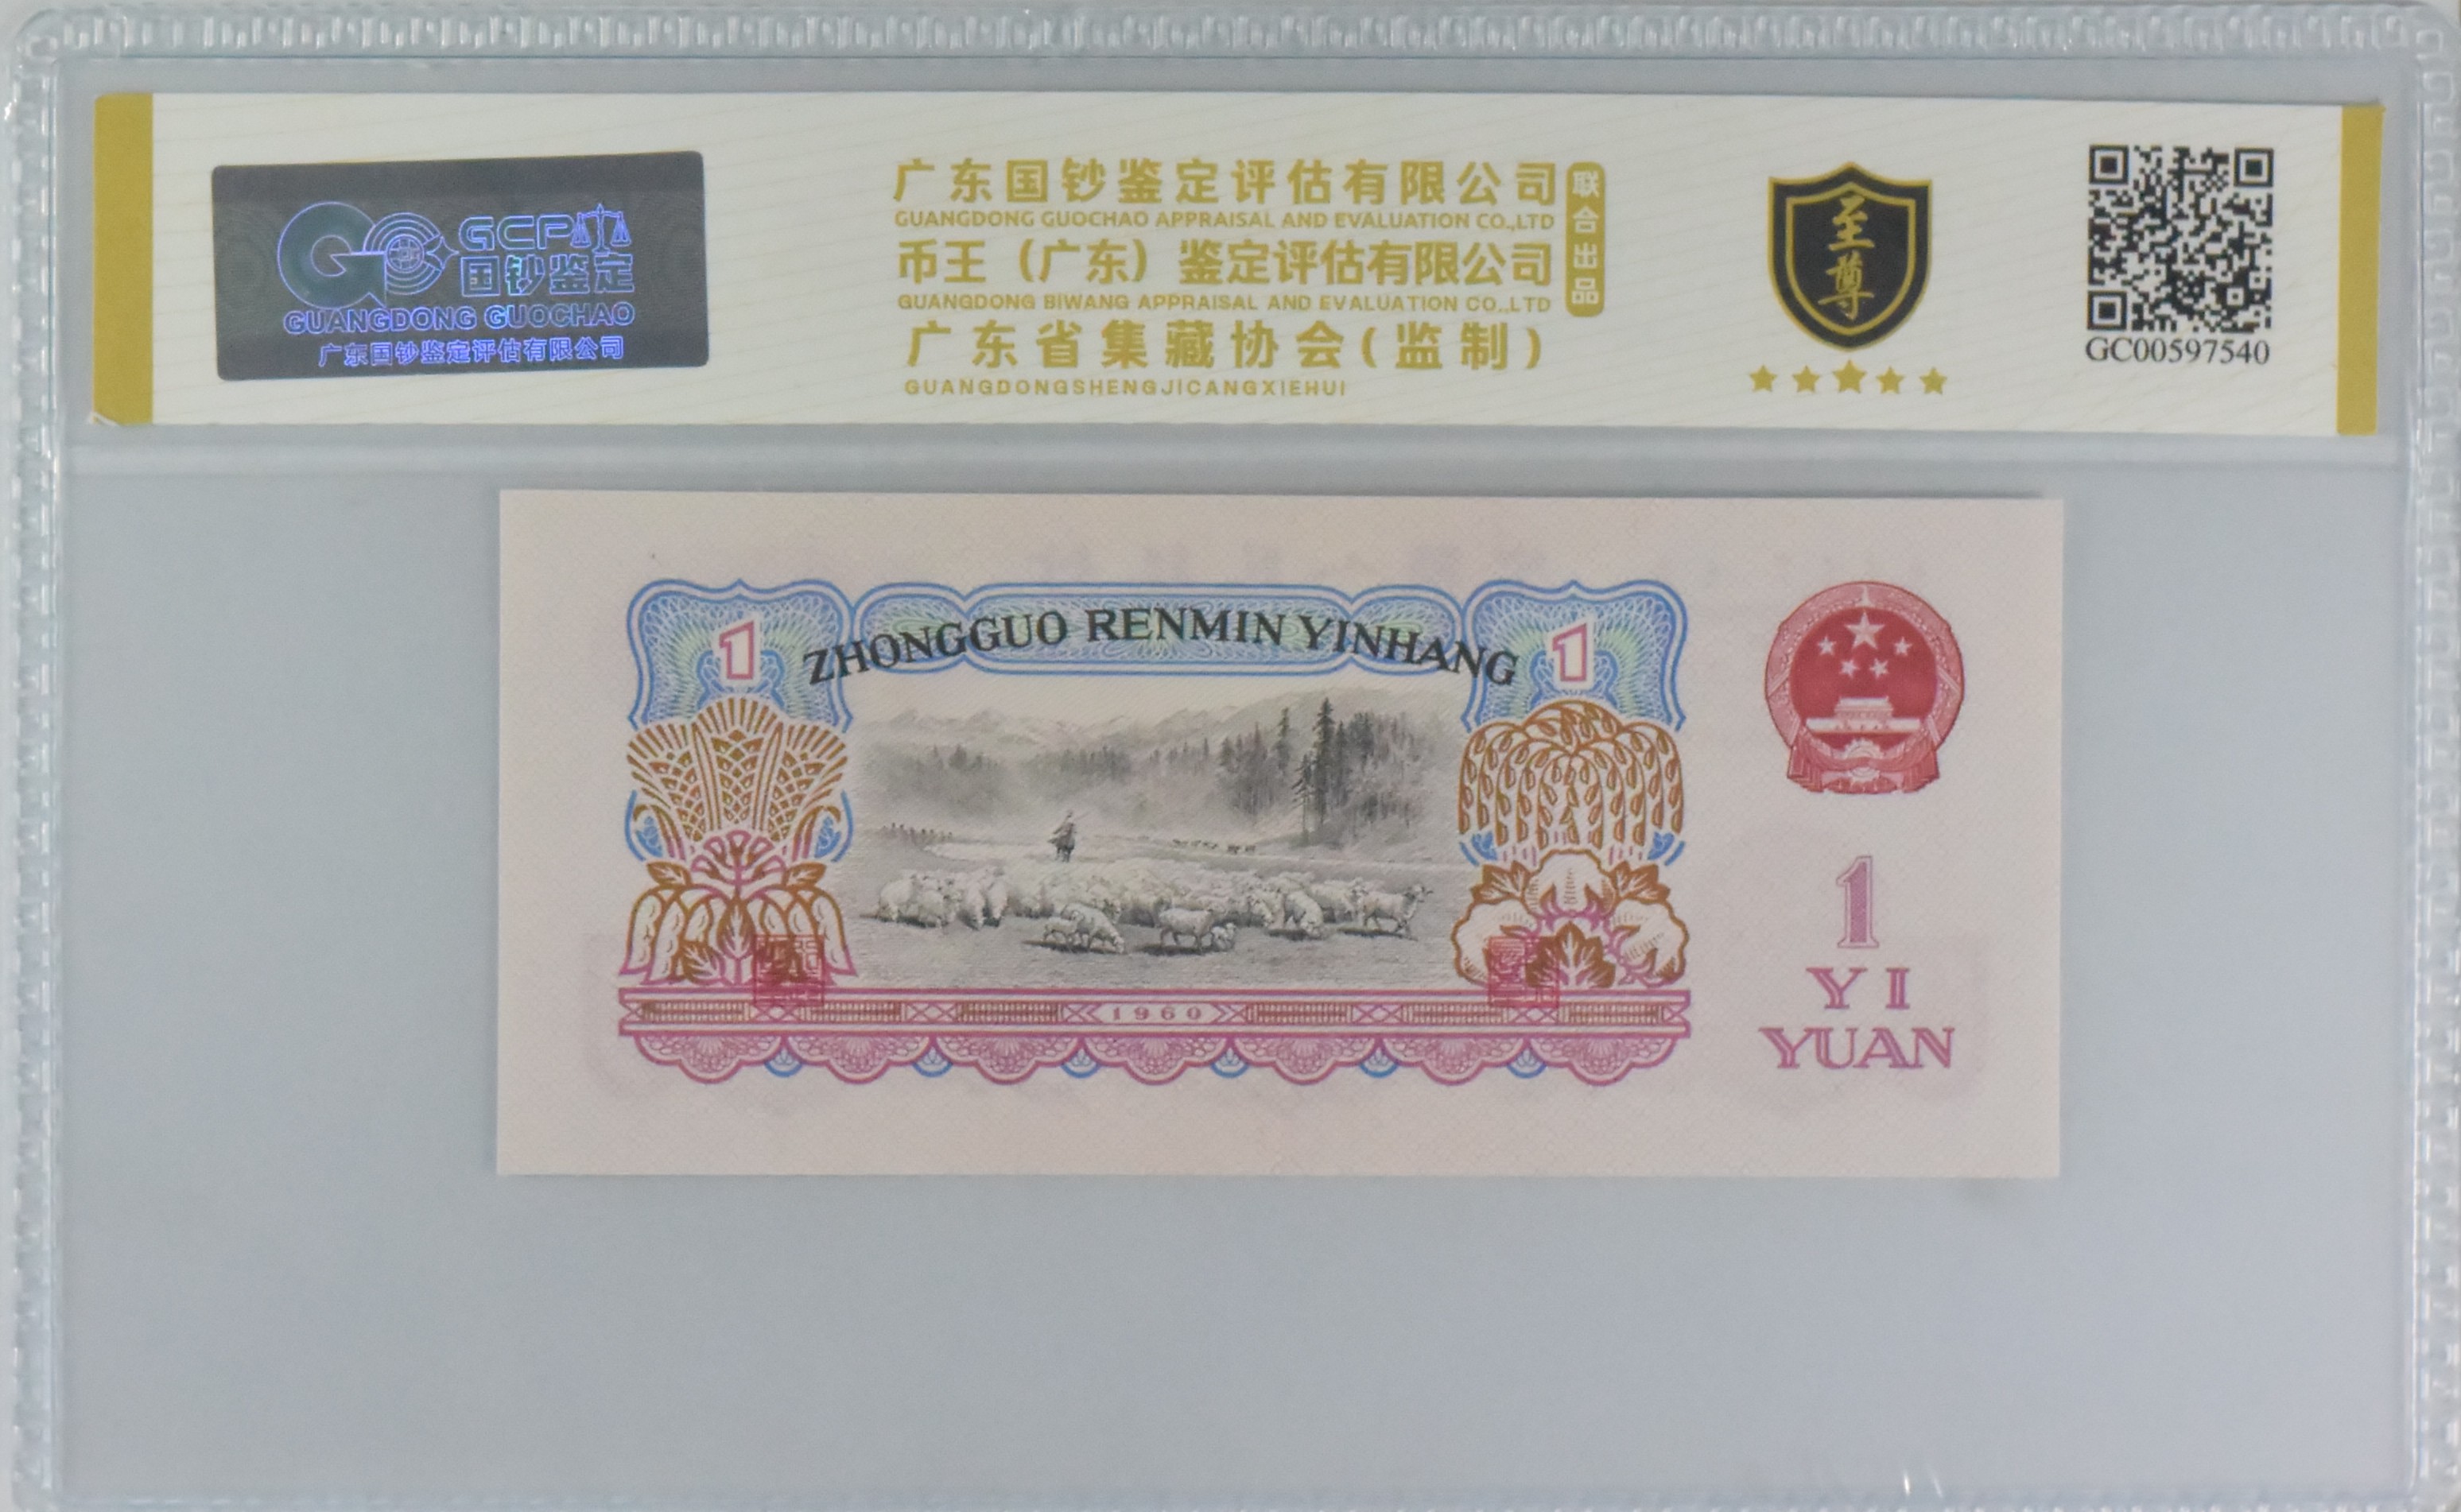 GCP
国钞鉴定
GUANGDONG GUOCHAO
广东国钞鉴定评估有限公司
广东国钞鉴定评估有限公司
GUANGDONG GUOCHAO APPRAISAL AND EVALUATION CO.,LTD
币王（广东）鉴定评估有限公司
GUANGDONG BIWANG APPRAISAL AND EVALUATION CO.,LTD
广东省集藏协会(监制)
GUANGDONGSHENGJICANGXIEHUI
联合出品
至尊
GC00597540
ZHONGGUO RENMIN YINHANG
1
1
1960
1
YI
YUAN